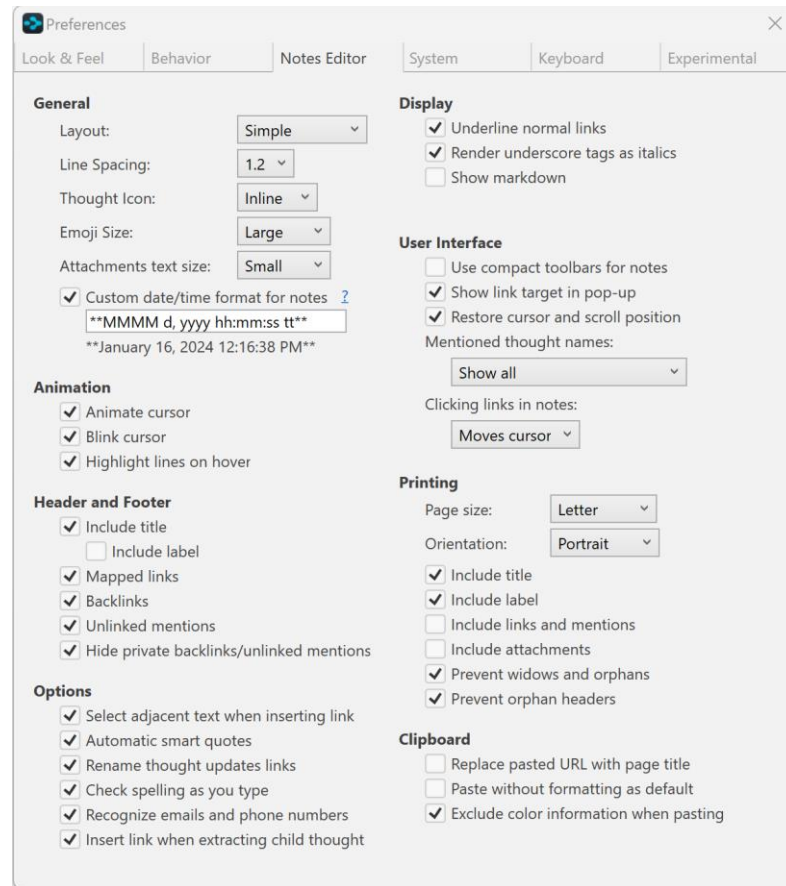 Preferences
Look & Feel
Behavior
Notes Editor
System
Keyboard
Experimental
General
Layout: Simple
Line Spacing: 1.2
Thought Icon: Inline
Emoji Size: Large
Attachments text size: Small
Custom date/time format for notes ?
**MMMM d, yyyy hh:mm:ss tt**
**January 16, 2024 12:16:38 PM**
Animation
Animate cursor
Blink cursor
Highlight lines on hover
Header and Footer
Include title
Include label
Mapped links
Backlinks
Unlinked mentions
Hide private backlinks/unlinked mentions
Options
Select adjacent text when inserting link
Automatic smart quotes
Rename thought updates links
Check spelling as you type
Recognize emails and phone numbers
Insert link when extracting child thought
Display
Underline normal links
Render underscore tags as italics
Show markdown
User Interface
Use compact toolbars for notes
Show link target in pop-up
Restore cursor and scroll position
Mentioned thought names:
Show all
Clicking links in notes:
Moves cursor
Printing
Page size: Letter
Orientation: Portrait
Include title
Include label
Include links and mentions
Include attachments
Prevent widows and orphans
Prevent orphan headers
Clipboard
Replace pasted URL with page title
Paste without formatting as default
Exclude color information when pasting